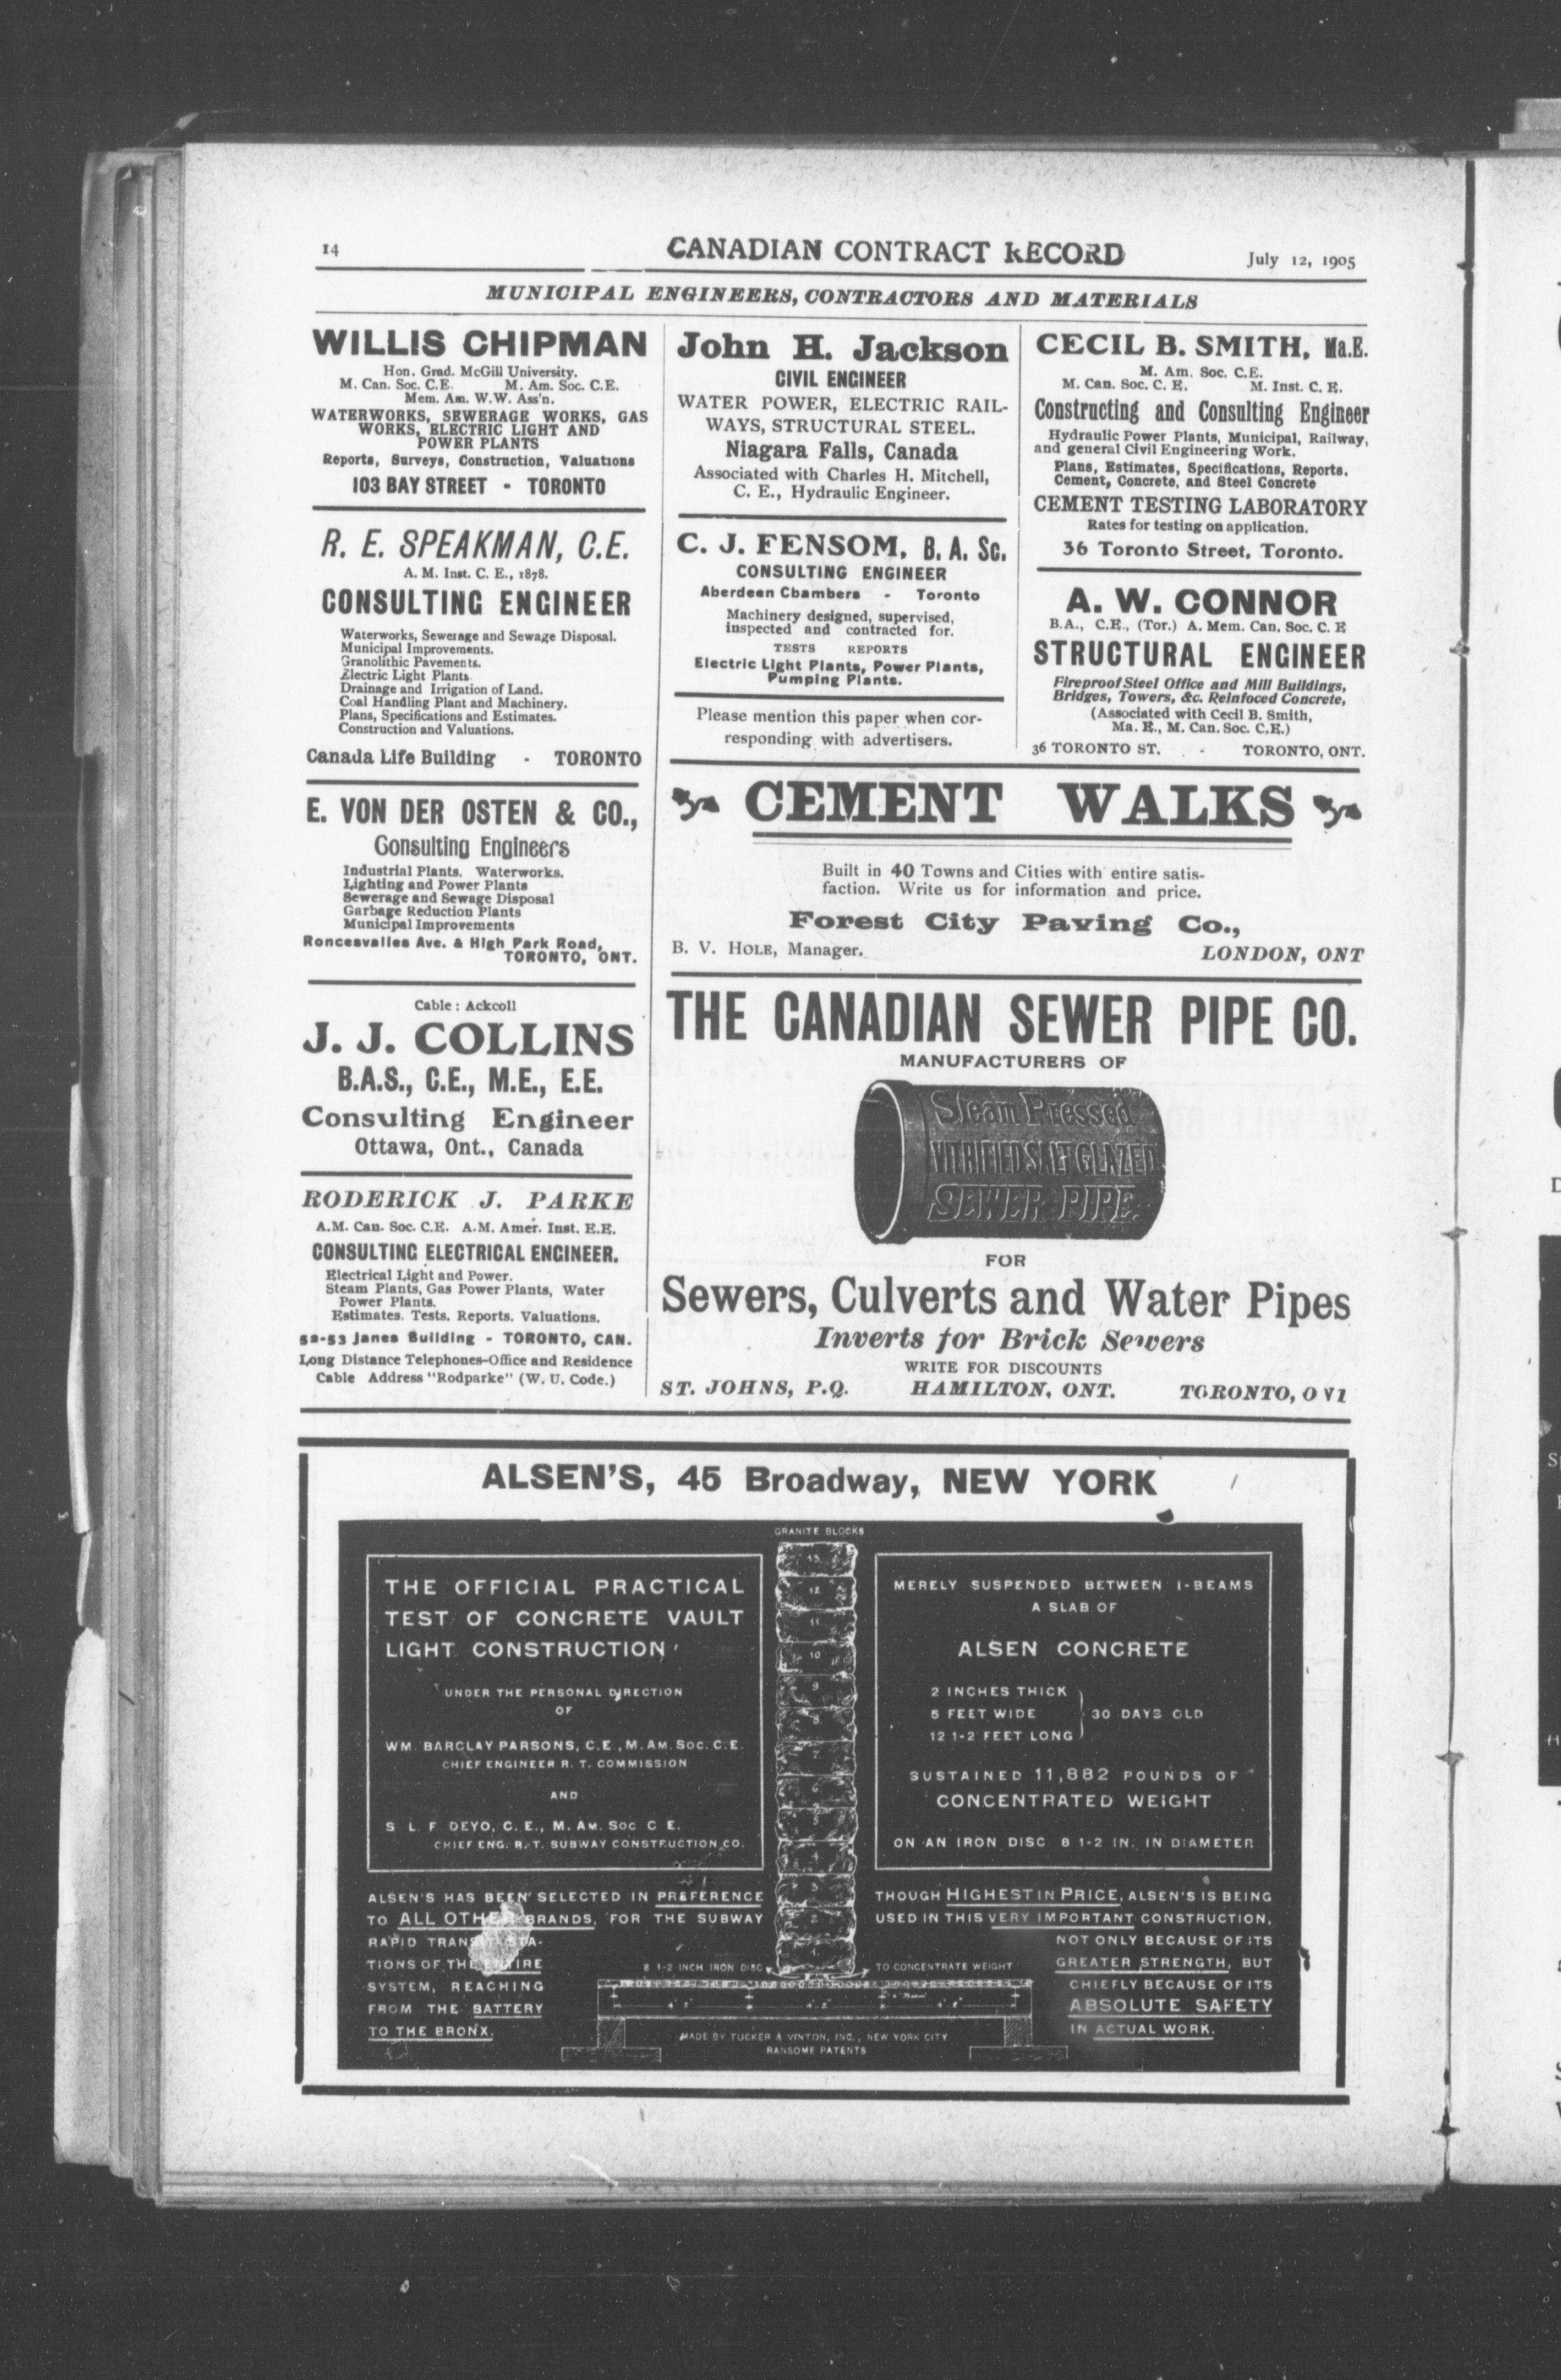 14
CANADIAN CONTRACT RECORD
July 12, 1905
MUNICIPAL ENGINEERS, CONTRACTORS AND MATERIALS
WILLIS CHIPMAN
Hon. Grad. McGill University.
M. Can. Soc. C.E. M. Am. Soc. C.E.
Mem. Am. W.W. Ass'n.
WATERWORKS, SEWERAGE WORKS, GAS
WORKS, ELECTRIC LIGHT AND
POWER PLANTS
Reports, Surveys, Construction, Valuations
103 BAY STREET - TORONTO
R. E. SPEAKMAN, C.E.
A. M. Inst. C. E., 1878.
CONSULTING ENGINEER
Waterworks, Sewerage and Sewage Disposal.
Municipal Improvements.
Granolithic Pavements.
Electric Light Plants
Drainage and Irrigation of Land.
Coal Handling Plant and Machinery.
Plans, Specifications and Estimates.
Construction and Valuations.
Canada Life Building - TORONTO
E. VON DER OSTEN & CO.,
Consulting Engineers
Industrial Plants. Waterworks.
Lighting and Power Plants
Sewerage and Sewage Disposal
Garbage Reduction Plants
Municipal Improvements
Roncesvalles Ave. & High Park Road,
TORONTO, ONT.
Cable : Ackcoll
J. J. COLLINS
B.A.S., C.E., M.E., E.E.
Consulting Engineer
Ottawa, Ont., Canada
RODERICK J. PARKE
A.M. Can. Soc. C.E. A.M. Amer. Inst. E.E.
CONSULTING ELECTRICAL ENGINEER.
Electrical Light and Power.
Steam Plants, Gas Power Plants, Water
Power Plants.
Estimates. Tests. Reports. Valuations.
52-53 Janes Building - TORONTO, CAN.
Long Distance Telephones-Office and Residence
Cable Address "Rodparke" (W. U. Code.)
John H. Jackson
CIVIL ENGINEER
WATER POWER, ELECTRIC RAIL-
WAYS, STRUCTURAL STEEL.
Niagara Falls, Canada
Associated with Charles H. Mitchell,
C. E., Hydraulic Engineer.
C. J. FENSOM, B. A. Sc.
CONSULTING ENGINEER
Aberdeen Chambers - Toronto
Machinery designed, supervised,
inspected and contracted for.
TESTS REPORTS
Electric Light Plants, Power Plants,
Pumping Plants.
Please mention this paper when cor-
responding with advertisers.
CECIL B. SMITH, Ma.E.
M. Am. Soc. C.E.
M. Can. Soc. C. E. M. Inst. C. E.
Constructing and Consulting Engineer
Hydraulic Power Plants, Municipal, Railway,
and general Civil Engineering Work.
Plans, Estimates, Specifications, Reports.
Cement, Concrete, and Steel Concrete
CEMENT TESTING LABORATORY
Rates for testing on application.
36 Toronto Street, Toronto.
A. W. CONNOR
B.A., C.E., (Tor.) A. Mem. Can. Soc. C. E
STRUCTURAL ENGINEER
Fireproof Steel Office and Mill Buildings,
Bridges, Towers, &c. Reinfoced Concrete,
(Associated with Cecil B. Smith,
Ma. E., M. Can. Soc. C.E.)
36 TORONTO ST. - TORONTO, ONT.
CEMENT WALKS
Built in 40 Towns and Cities with entire satis-
faction. Write us for information and price.
Forest City Paving Co.,
B. V. HOLE, Manager. LONDON, ONT
THE CANADIAN SEWER PIPE CO.
MANUFACTURERS OF
Steam Pressed
VITRIFIED SALT GLAZED
SEWER PIPE.
FOR
Sewers, Culverts and Water Pipes
Inverts for Brick Sewers
WRITE FOR DISCOUNTS
ST. JOHNS, P.Q. HAMILTON, ONT. TORONTO,
ALSEN'S, 45 Broadway, NEW YORK
GRANITE BLOCKS
THE OFFICIAL PRACTICAL
TEST OF CONCRETE VAULT
LIGHT CONSTRUCTION
UNDER THE PERSONAL DIRECTION
OF
WM. BARCLAY PARSONS, C.E., M. AM. SOC. C.E.
CHIEF ENGINEER R. T. COMMISSION
AND
S L. F DEYO, C. E., M. AM. SOC C E.
CHIEF ENG. R. T. SUBWAY CONSTRUCTION CO.
13
12
11
10
9
8
7
6
5
4
3
2
1
MERELY SUSPENDED BETWEEN I-BEAMS
A SLAB OF
ALSEN CONCRETE
2 INCHES THICK
5 FEET WIDE 30 DAYS OLD
12 1-2 FEET LONG
SUSTAINED 11,882 POUNDS OF
CONCENTRATED WEIGHT
ON AN IRON DISC 8 1-2 IN. IN DIAMETER
ALSEN'S HAS BEEN SELECTED IN PREFERENCE
TO ALL OTHER BRANDS, FOR THE SUBWAY
RAPID TRANSIT STA-
TIONS OF THE ENTIRE
SYSTEM, REACHING
FROM THE BATTERY
TO THE BRONX.
8 1-2 INCH IRON DISC TO CONCENTRATE WEIGHT
MADE BY TUCKER & VINTON, INC., NEW YORK CITY
RANSOME PATENTS
THOUGH HIGHEST IN PRICE, ALSEN'S IS BEING
USED IN THIS VERY IMPORTANT CONSTRUCTION,
NOT ONLY BECAUSE OF ITS
GREATER STRENGTH, BUT
CHIEFLY BECAUSE OF ITS
ABSOLUTE SAFETY
IN ACTUAL WORK.